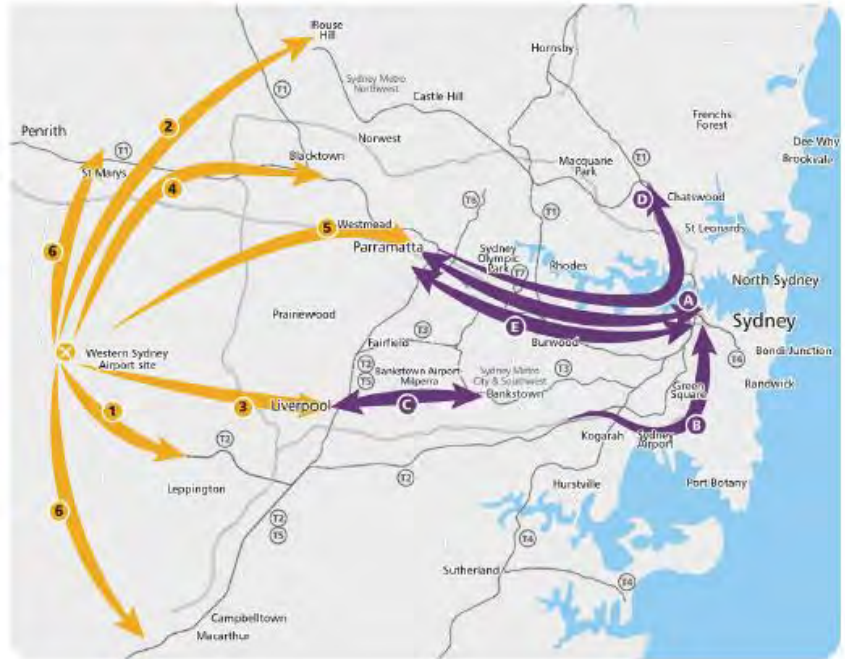 Rouse
Hill
Hornsby
Sydney Metro
Northwest
T1
Castle Hill
Frenchs
Forest
Penrith
2
Norwest
Dee Why
T1
Blacktown
T1
Brookvale
St Marys
Macquarie
Park
4
D
Chatswood
T6
T1
5
Westmead
St Leonards
Parramatta
6
Sydney
Olympic
Park
T7
Rhodes
North Sydney
A
Prairiewood
E
Sydney
T3
Fairfield
Burwood
Bondi Junction
Western Sydney
Airport site
T2
T5
Bankstown Airport
Milperra
Sydney Metro
City & Southwest
T3
T6
Bankstown
Green
Square
Randwick
1
3
Liverpool
C
B
T2
Kogarah
Sydney
Airport
Leppington
T2
Hurstville
Port Botany
6
T2
T5
T4
Sutherland
T4
Campbelltown
Macarthur